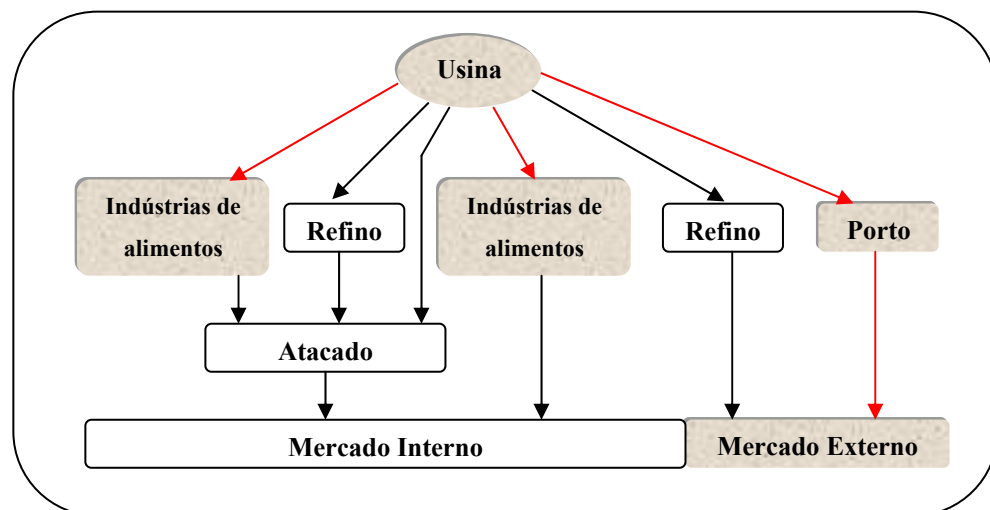 Usina
Indústrias de
alimentos
Refino
Indústrias de
alimentos
Refino
Porto
Atacado
Mercado Interno
Mercado Externo